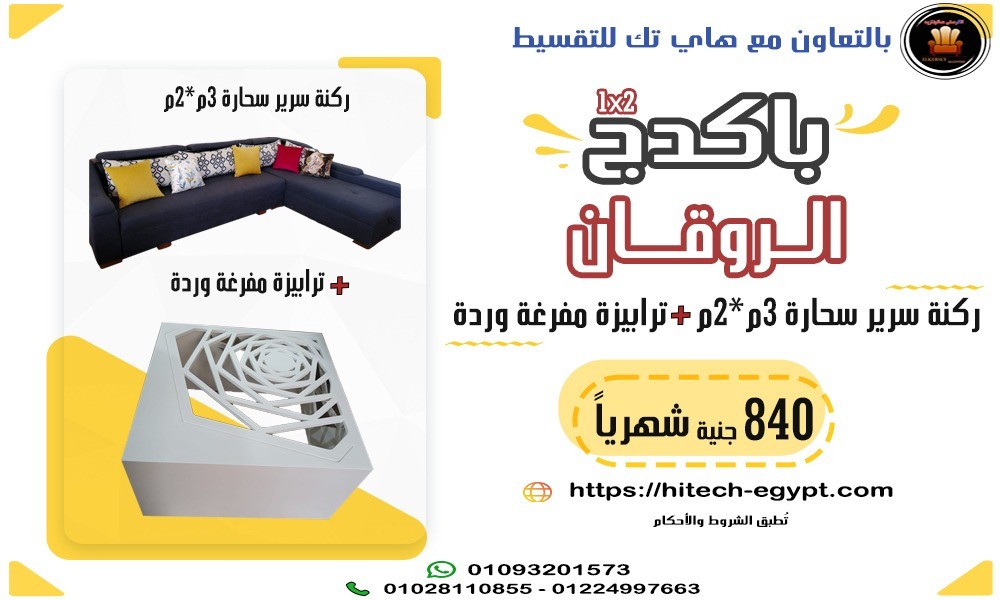 بالتعاون مع هاي تك للتقسيط
باكدج 1x2
الروقان
ركنة سرير سحارة 3م*2م + ترابيزة مفرغة وردة
840 جنية شهرياً
https://hitech-egypt.com
تُطبق الشروط والأحكام
ركنة سرير سحارة 3م*2م
+ ترابيزة مفرغة وردة
01093201573
01028110855 - 01224997663